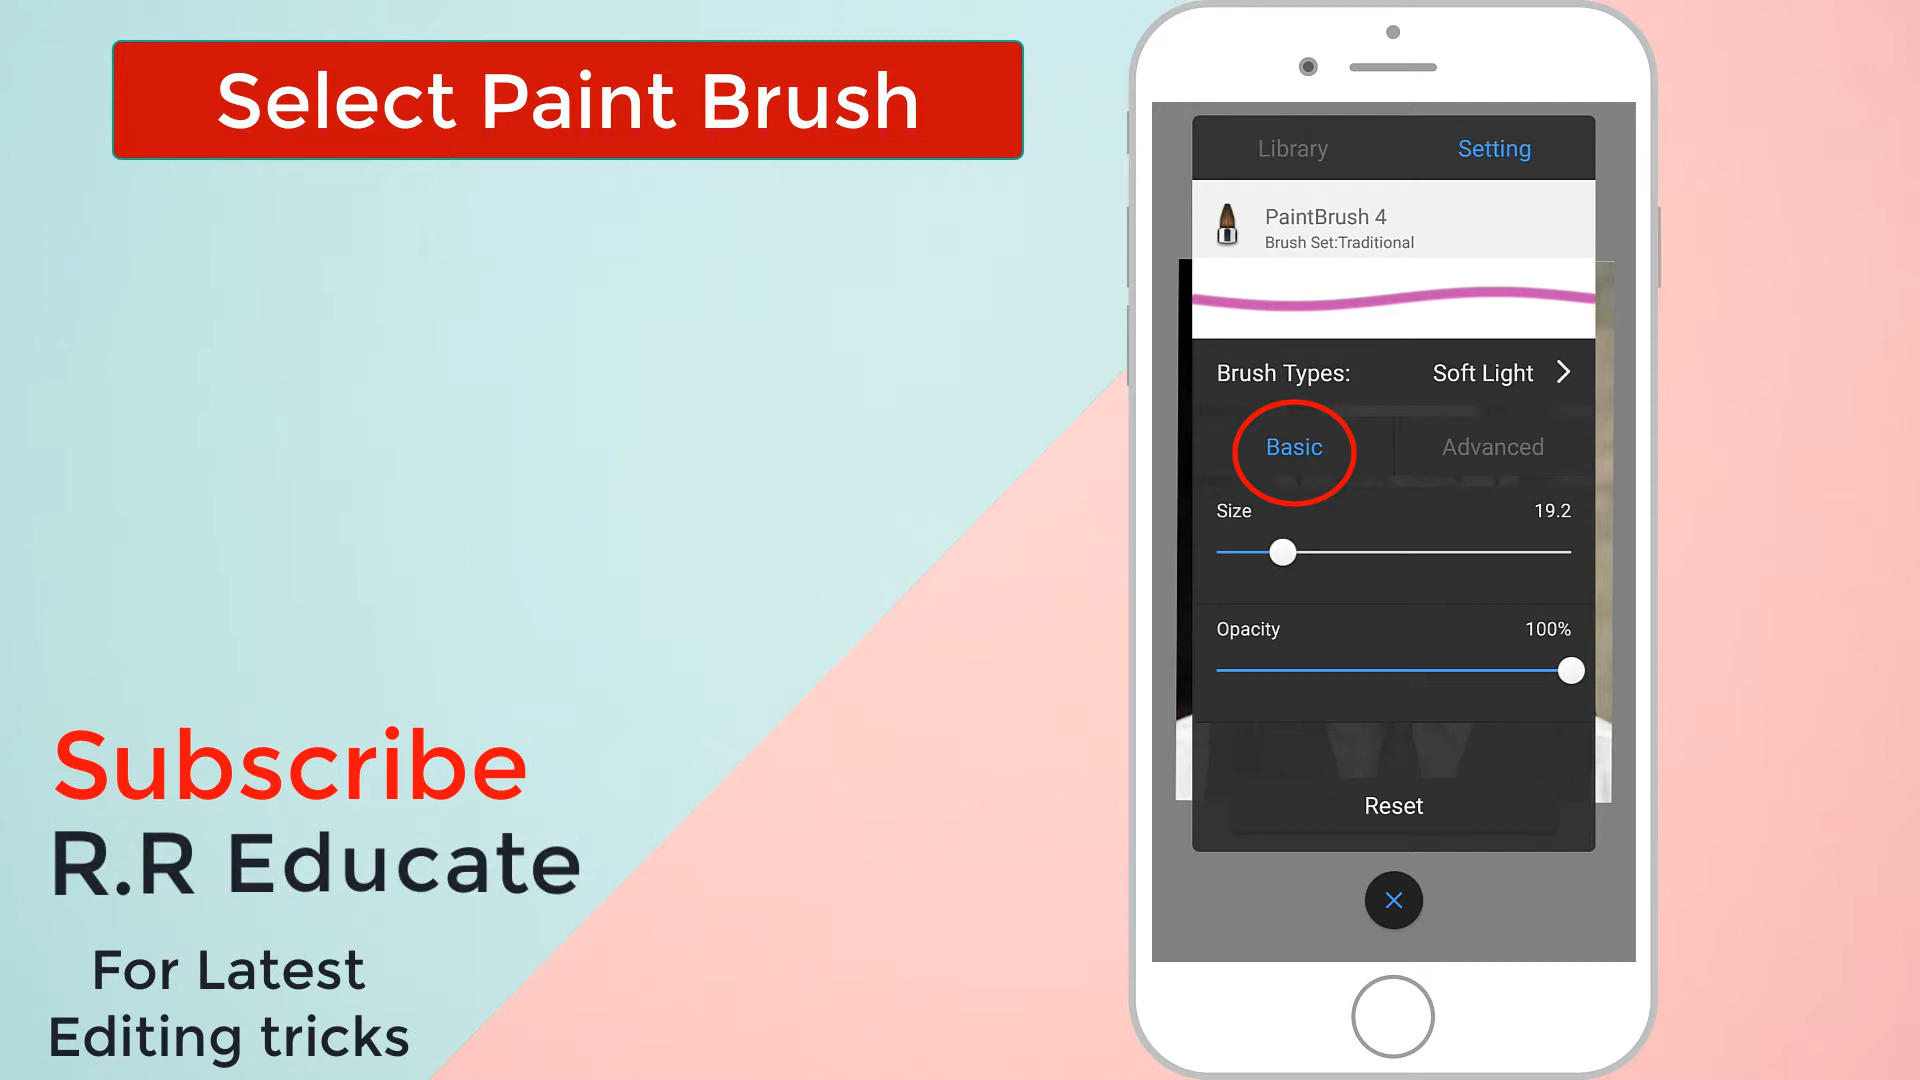 Select Paint Brush
Library Setting
PaintBrush 4
Brush Set:Traditional
Brush Types: Soft Light
Basic Advanced
Size 19.2
Opacity 100%
Reset
Subscribe
R.R Educate
For Latest
Editing tricks